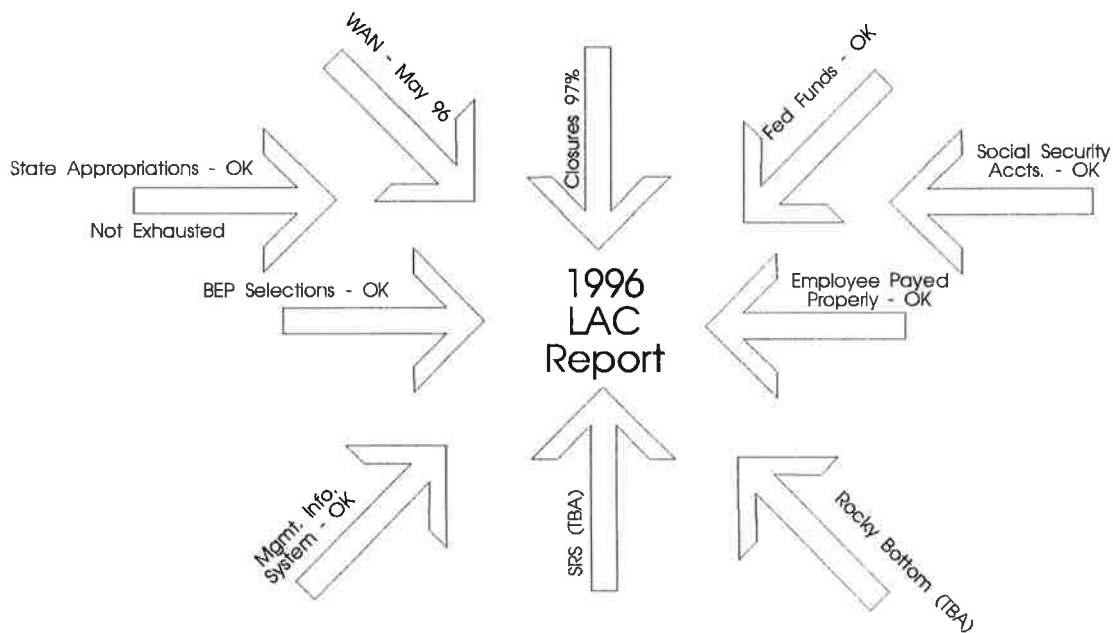 WAN - May 96
Closures 97%
Fed Funds - OK
State Appropriations - OK
Not Exhausted
Social Security
Accts. - OK
BEP Selections - OK
1996
LAC
Report
Employee Payed
Properly - OK
Mgmt. Info.
System - OK
SRS (TBA)
Rocky Bottom (TBA)